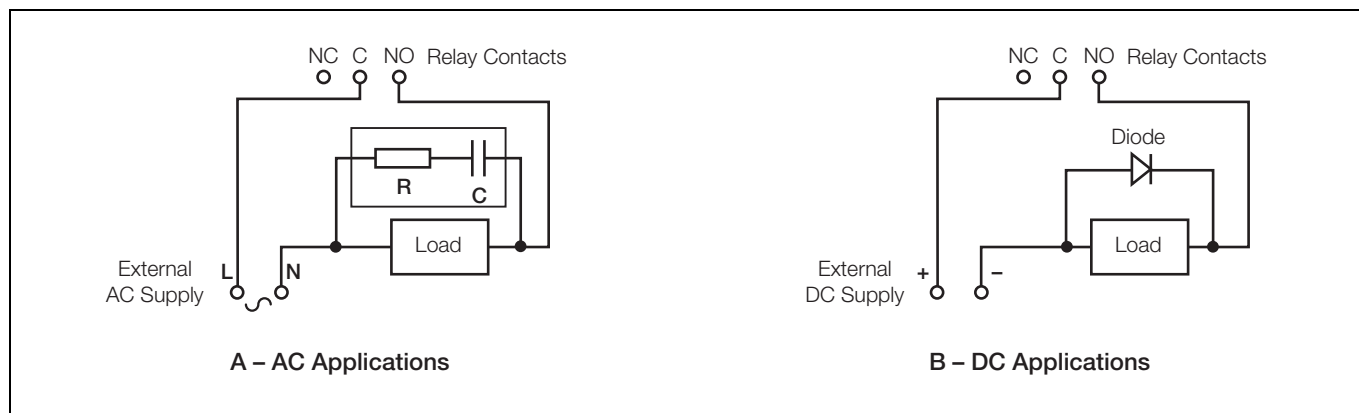 NC C NO Relay Contacts
R
C
Load
External
AC Supply
L
N
A – AC Applications
NC C NO Relay Contacts
Diode
Load
External
DC Supply
+
–
B – DC Applications